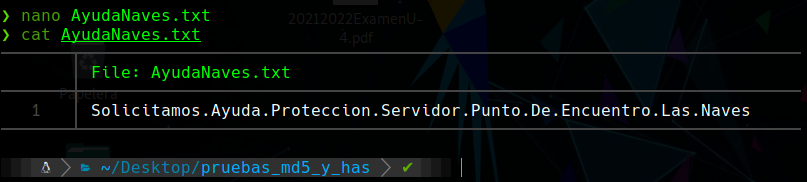 ❯ nano AyudaNaves.txt
20212022ExamenU-
4.pdf
❯ cat AyudaNaves.txt
File: AyudaNaves.txt
Papelera
1 Solicitamos.Ayuda.Proteccion.Servidor.Punto.De.Encuentro.Las.Naves
~/Desktop/pruebas_md5_y_has ✔